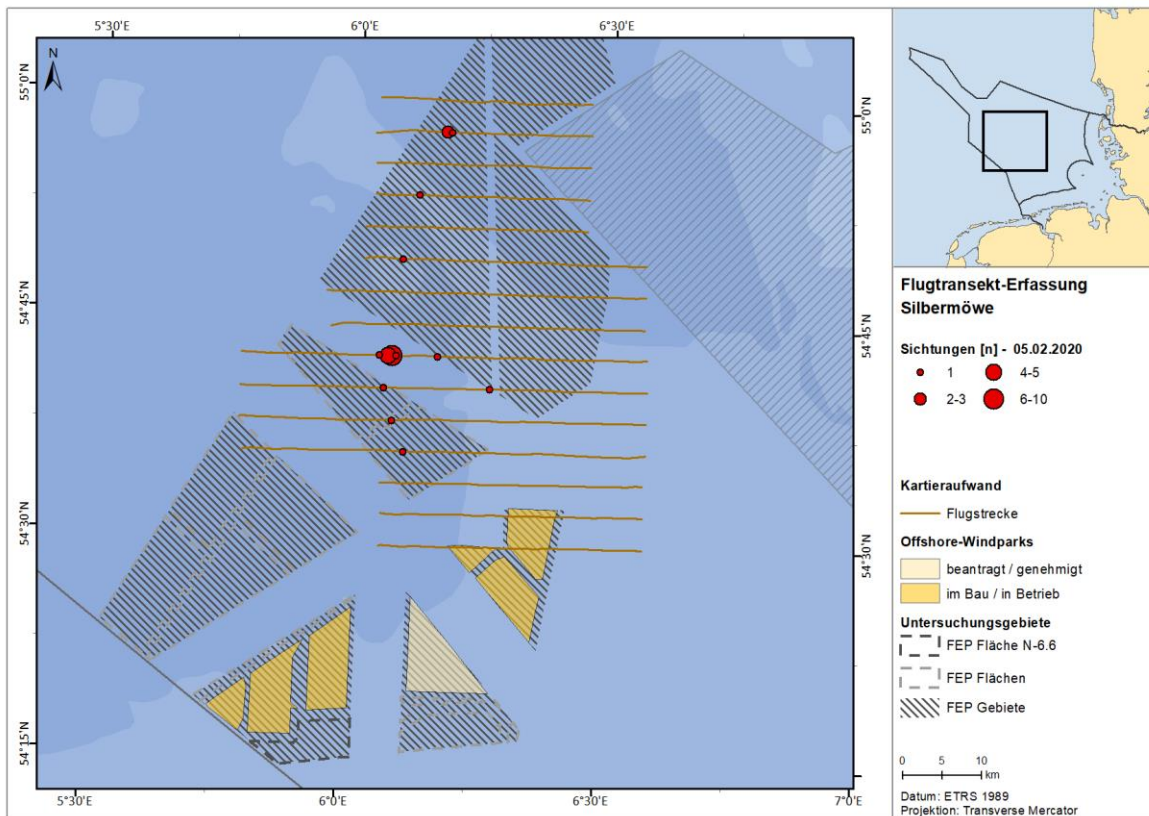 5°30'E 6°0'E 6°30'E
N
55°0'N
54°45'N
54°30'N
54°15'N
55°0'N
54°45'N
54°30'N
5°30'E 6°0'E 6°30'E 7°0'E
Flugtransekt-Erfassung
Silbermöwe
Sichtungen [n] - 05.02.2020
1 4-5
2-3 6-10
Kartieraufwand
Flugstrecke
Offshore-Windparks
beantragt / genehmigt
im Bau / in Betrieb
Untersuchungsgebiete
FEP Fläche N-6.6
FEP Flächen
FEP Gebiete
0 5 10
km
Datum: ETRS 1989
Projektion: Transverse Mercator